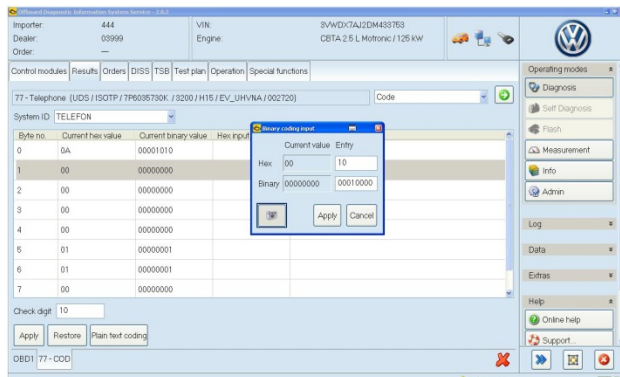 Offboard Diagnostic Information System Service - 2.0.2
Importer: 444 VIN: 3VWDX7AJ2DM433753
Dealer: 03999 Engine: CBTA 2.5 L Motronic / 125 kW
Order: ---
Control modules Results Orders DISS TSB Test plan Operation Special functions
77 - Telephone (UDS / ISOTP / 7P6035730K / 3200 / H15 / EV_UHVNA / 002720) Code
System ID TELEFON
Byte no. Current hex value Current binary value Hex input
0 0A 00001010
1 00 00000000
2 00 00000000
3 00 00000000
4 00 00000000
5 01 00000001
6 01 00000001
7 00 00000000
Binary coding input
Current value Entry
Hex 00 10
Binary 00000000 00010000
Apply Cancel
Check digit 10
Apply Restore Plain text coding
OBD1 77 - COD
Operating modes
Diagnosis
Self Diagnosis
Flash
Measurement
Info
Admin
Log
Data
Extras
Help
Online help
Support...